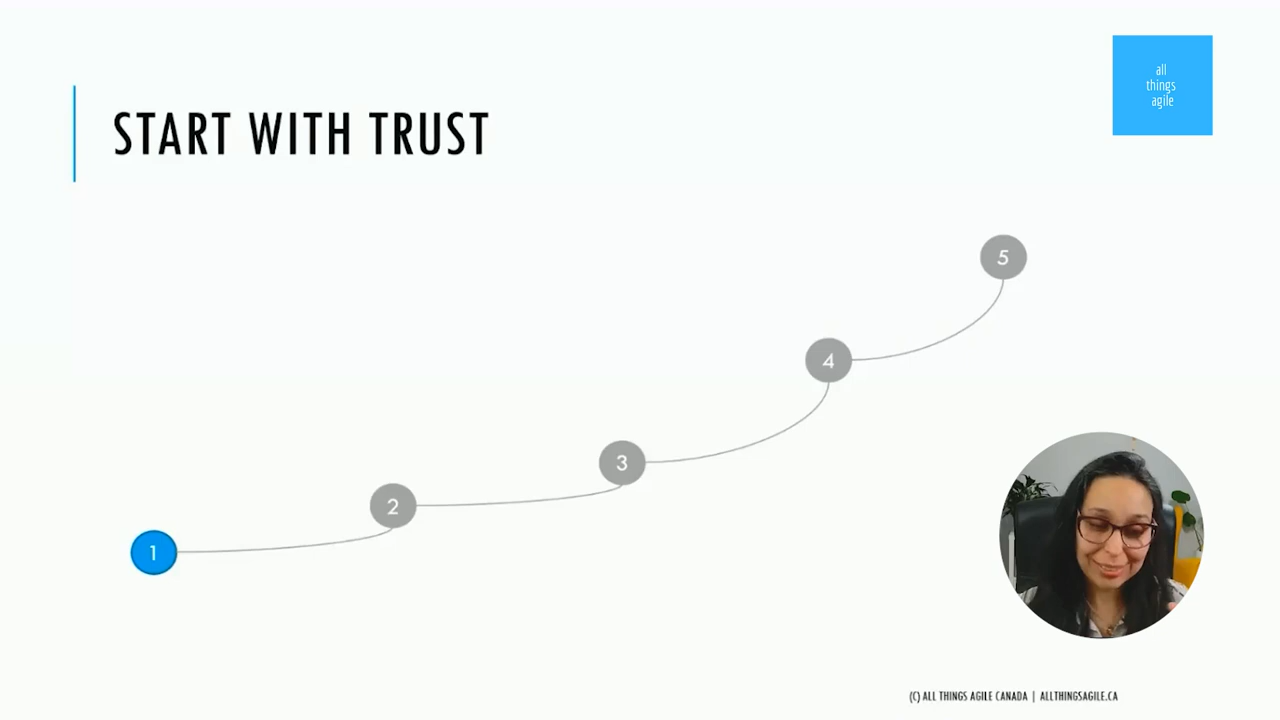 all
things
agile
START WITH TRUST
5
4
3
2
1
(C) ALL THINGS AGILE CANADA | ALLTHINGSAGILE.CA